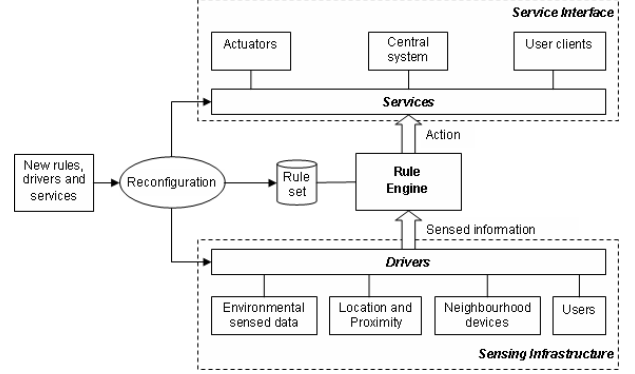 Service Interface
Actuators
Central
system
User clients
Services
Action
New rules,
drivers and
services
Reconfiguration
Rule
set
Rule
Engine
Sensed information
Drivers
Environmental
sensed data
Location and
Proximity
Neighbourhood
devices
Users
Sensing Infrastructure